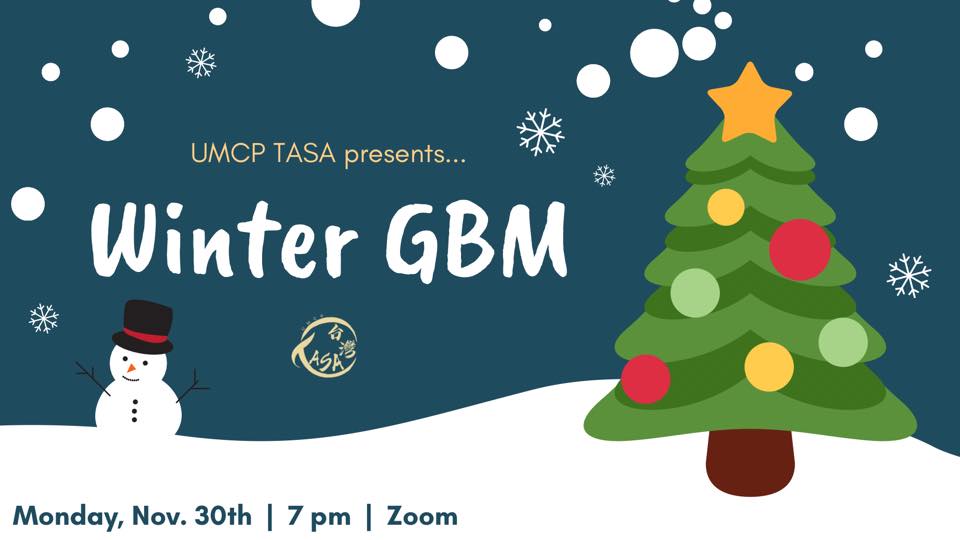 UMCP TASA presents...
Winter GBM
台灣
TASA
Monday, Nov. 30th | 7 pm | Zoom